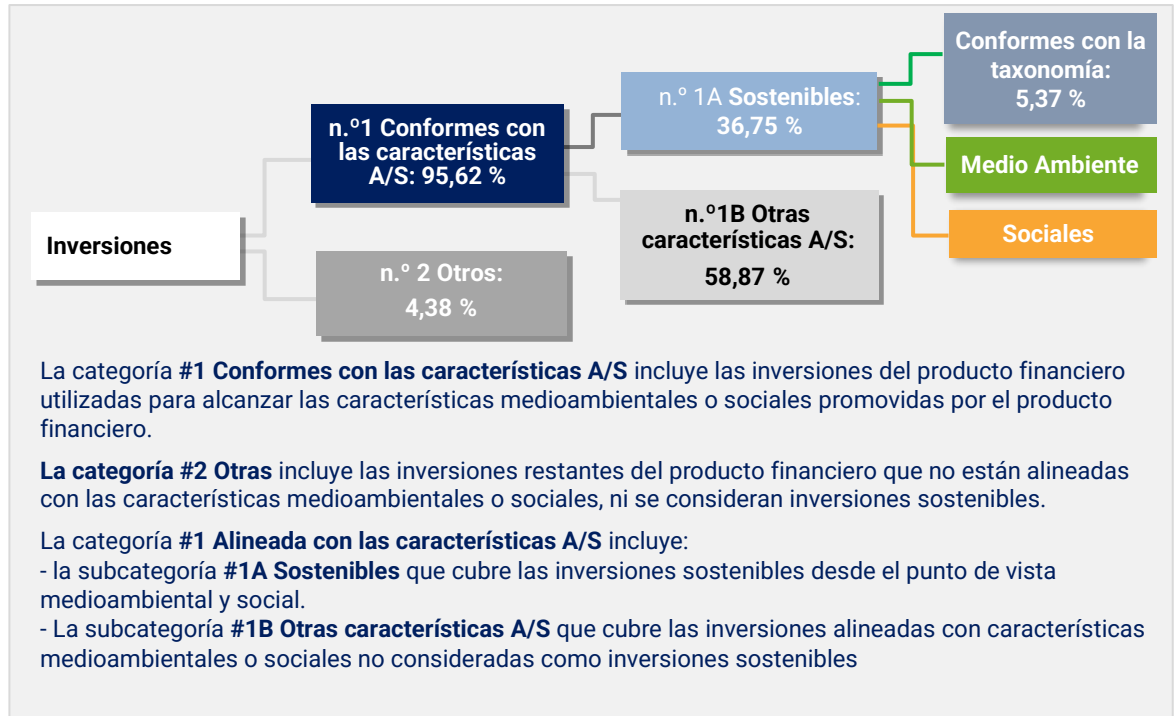 Inversiones
n.º1 Conformes con
las características
A/S: 95,62 %
n.º 2 Otros:
4,38 %
n.º 1A Sostenibles:
36,75 %
n.º1B Otras
características A/S:
58,87 %
Conformes con la
taxonomía:
5,37 %
Medio Ambiente
Sociales
La categoría #1 Conformes con las características A/S incluye las inversiones del producto financiero
utilizadas para alcanzar las características medioambientales o sociales promovidas por el producto
financiero.
La categoría #2 Otras incluye las inversiones restantes del producto financiero que no están alineadas
con las características medioambientales o sociales, ni se consideran inversiones sostenibles.
La categoría #1 Alineada con las características A/S incluye:
- la subcategoría #1A Sostenibles que cubre las inversiones sostenibles desde el punto de vista
medioambiental y social.
- La subcategoría #1B Otras características A/S que cubre las inversiones alineadas con características
medioambientales o sociales no consideradas como inversiones sostenibles